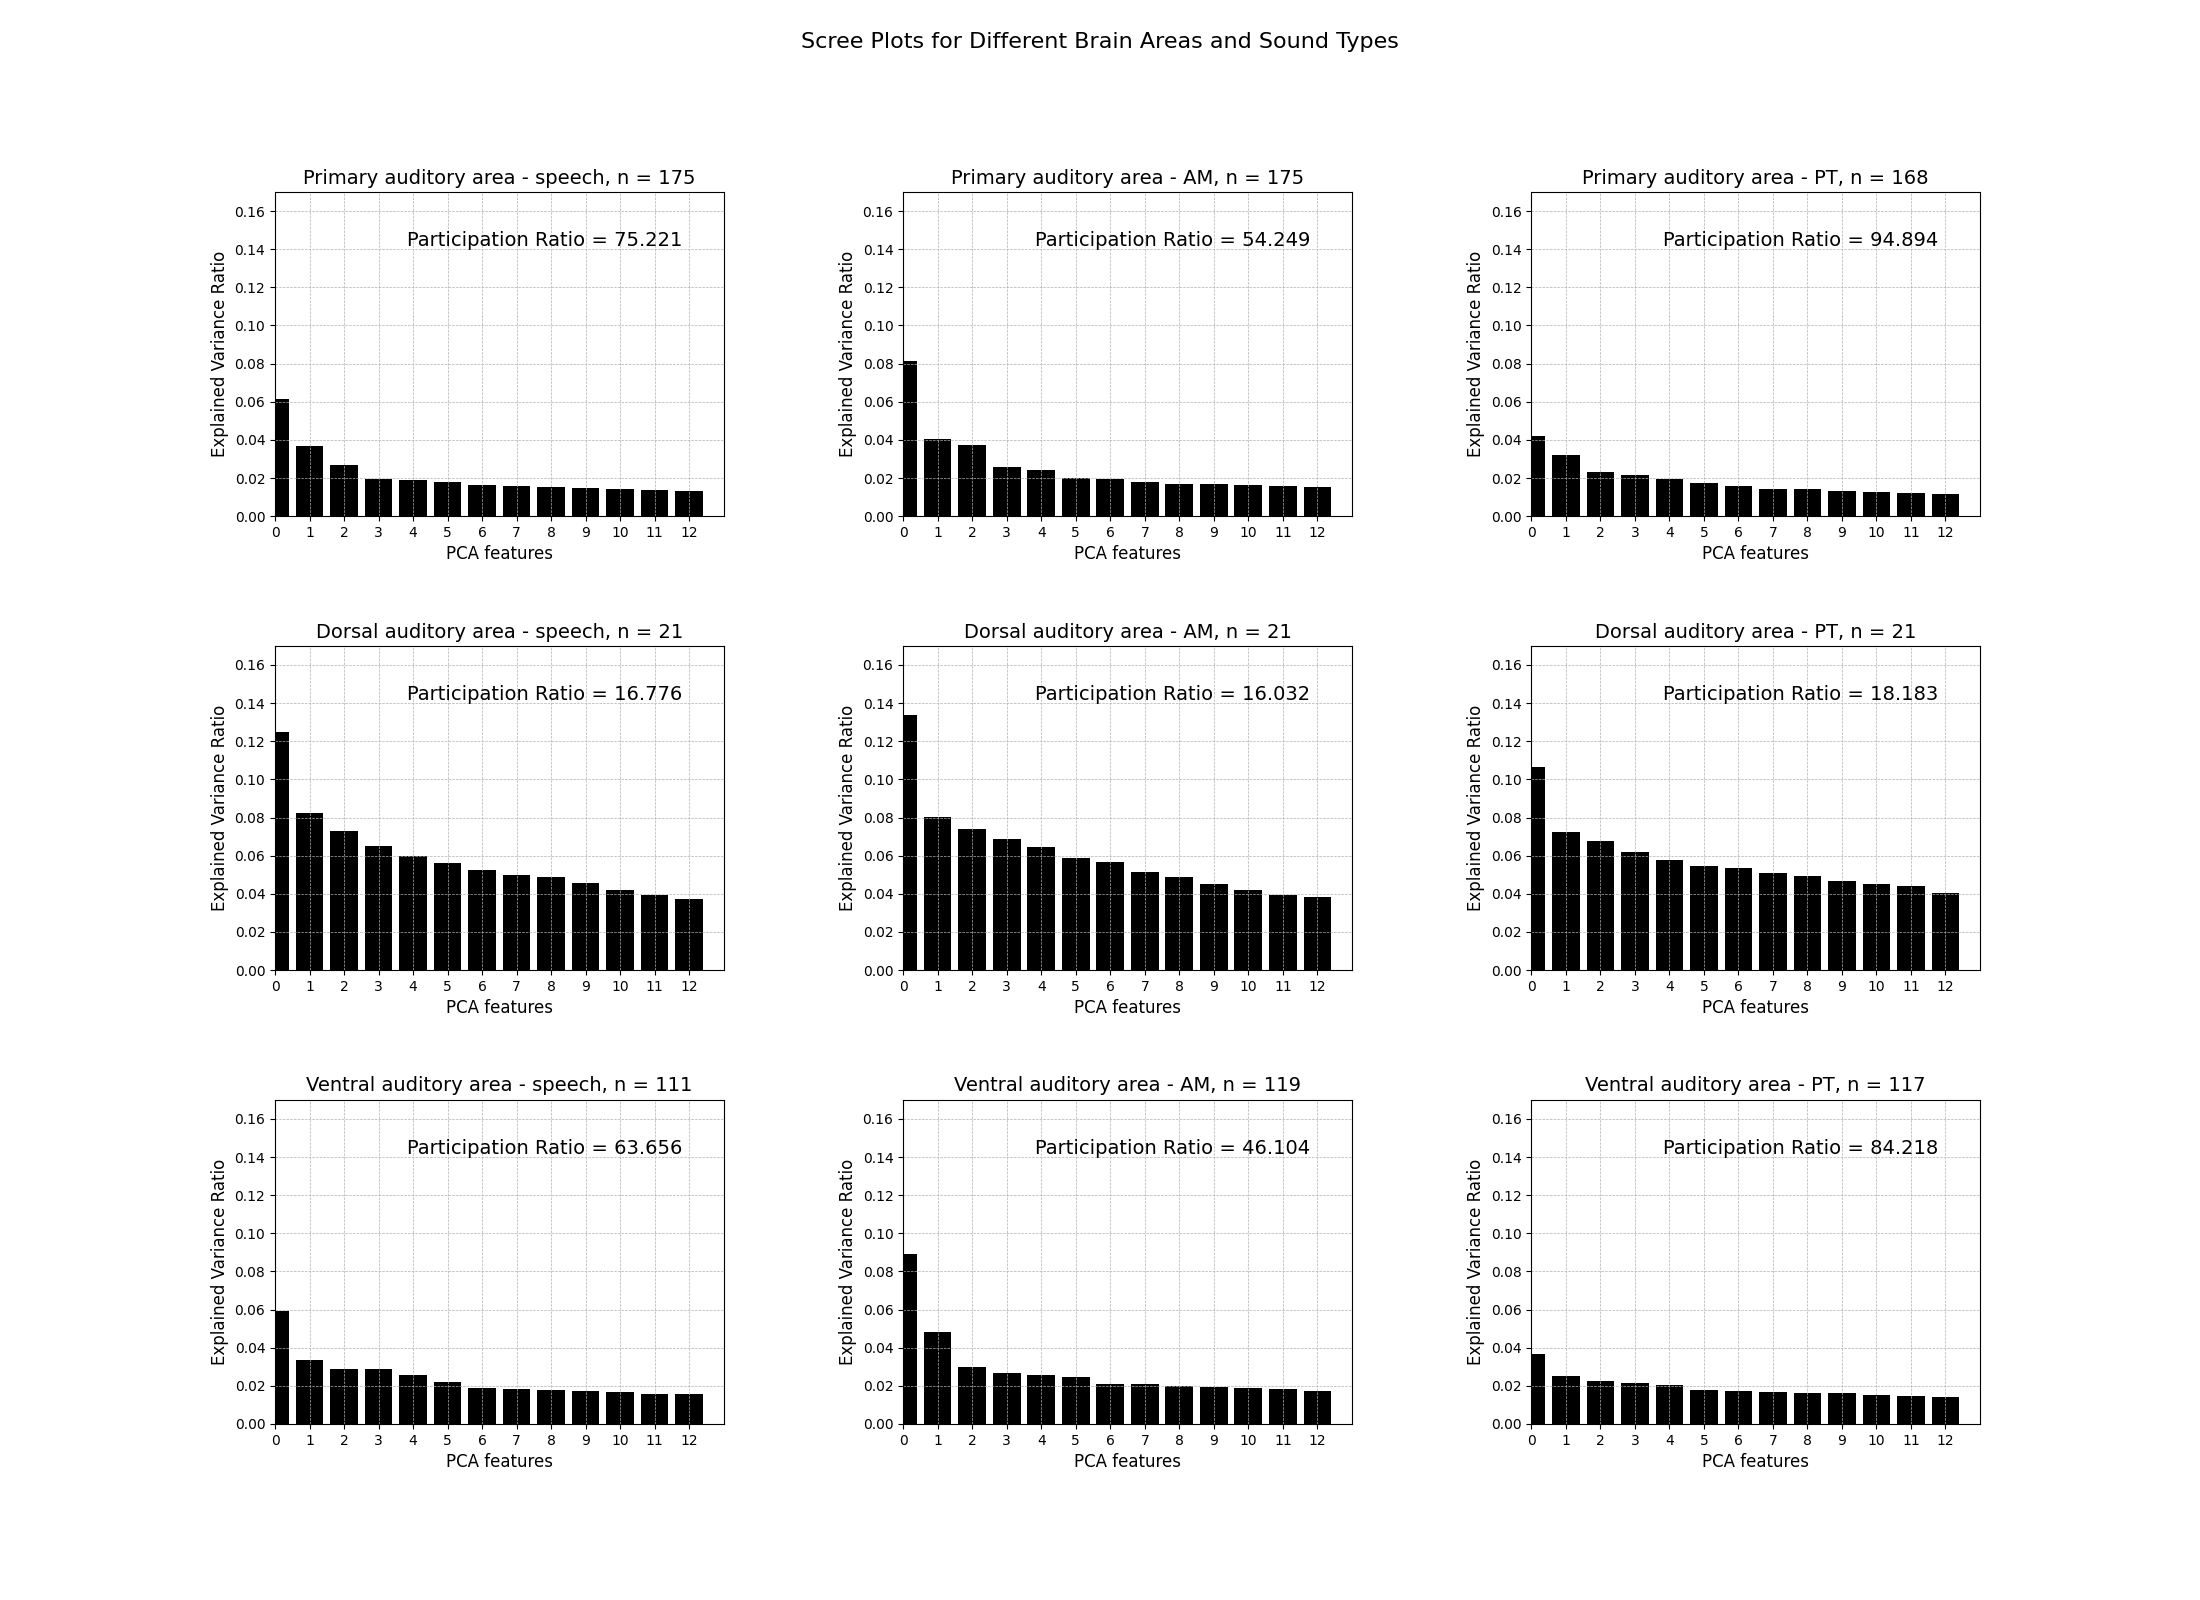 Scree Plots for Different Brain Areas and Sound Types
Primary auditory area - speech, n = 175
Participation Ratio = 75.221
Explained Variance Ratio
0.16
0.14
0.12
0.10
0.08
0.06
0.04
0.02
0.00
0 1 2 3 4 5 6 7 8 9 10 11 12
PCA features
Primary auditory area - AM, n = 175
Participation Ratio = 54.249
Explained Variance Ratio
0.16
0.14
0.12
0.10
0.08
0.06
0.04
0.02
0.00
0 1 2 3 4 5 6 7 8 9 10 11 12
PCA features
Primary auditory area - PT, n = 168
Participation Ratio = 94.894
Explained Variance Ratio
0.16
0.14
0.12
0.10
0.08
0.06
0.04
0.02
0.00
0 1 2 3 4 5 6 7 8 9 10 11 12
PCA features
Dorsal auditory area - speech, n = 21
Participation Ratio = 16.776
Explained Variance Ratio
0.16
0.14
0.12
0.10
0.08
0.06
0.04
0.02
0.00
0 1 2 3 4 5 6 7 8 9 10 11 12
PCA features
Dorsal auditory area - AM, n = 21
Participation Ratio = 16.032
Explained Variance Ratio
0.16
0.14
0.12
0.10
0.08
0.06
0.04
0.02
0.00
0 1 2 3 4 5 6 7 8 9 10 11 12
PCA features
Dorsal auditory area - PT, n = 21
Participation Ratio = 18.183
Explained Variance Ratio
0.16
0.14
0.12
0.10
0.08
0.06
0.04
0.02
0.00
0 1 2 3 4 5 6 7 8 9 10 11 12
PCA features
Ventral auditory area - speech, n = 111
Participation Ratio = 63.656
Explained Variance Ratio
0.16
0.14
0.12
0.10
0.08
0.06
0.04
0.02
0.00
0 1 2 3 4 5 6 7 8 9 10 11 12
PCA features
Ventral auditory area - AM, n = 119
Participation Ratio = 46.104
Explained Variance Ratio
0.16
0.14
0.12
0.10
0.08
0.06
0.04
0.02
0.00
0 1 2 3 4 5 6 7 8 9 10 11 12
PCA features
Ventral auditory area - PT, n = 117
Participation Ratio = 84.218
Explained Variance Ratio
0.16
0.14
0.12
0.10
0.08
0.06
0.04
0.02
0.00
0 1 2 3 4 5 6 7 8 9 10 11 12
PCA features